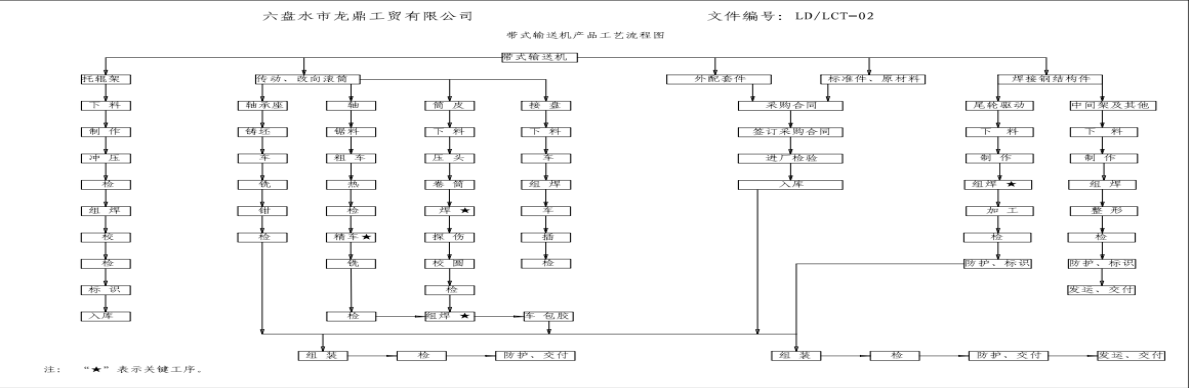 六盘水市龙鼎工贸有限公司 文件编号: LD/LCT-02
带式输送机产品工艺流程图
带式输送机
托辊架 传动、改向滚筒 外配套件 标准件、原材料 焊接钢结构件
下料 轴承座 轴 筒皮 接盘 采购合同 尾轮驱动 中间架及其他
制作 铸坯 锯料 下料 下料 签订采购合同 下料 下料
冲压 车 粗车 压头 车 进厂检验 制作 制作
检 铣 热 卷筒 组焊 入库 组焊★ 组焊
组焊 钳 检 焊★ 车 加工 整形
校 检 精车★ 探伤 插 检 检
检 铣 校圆 检 防护、标识 防护、标识
标识 检 发运、交付
入库 检 组焊★ 车包胶
组装 检 防护、交付 组装 检 防护、交付 发运、交付
注: “★”表示关键工序。